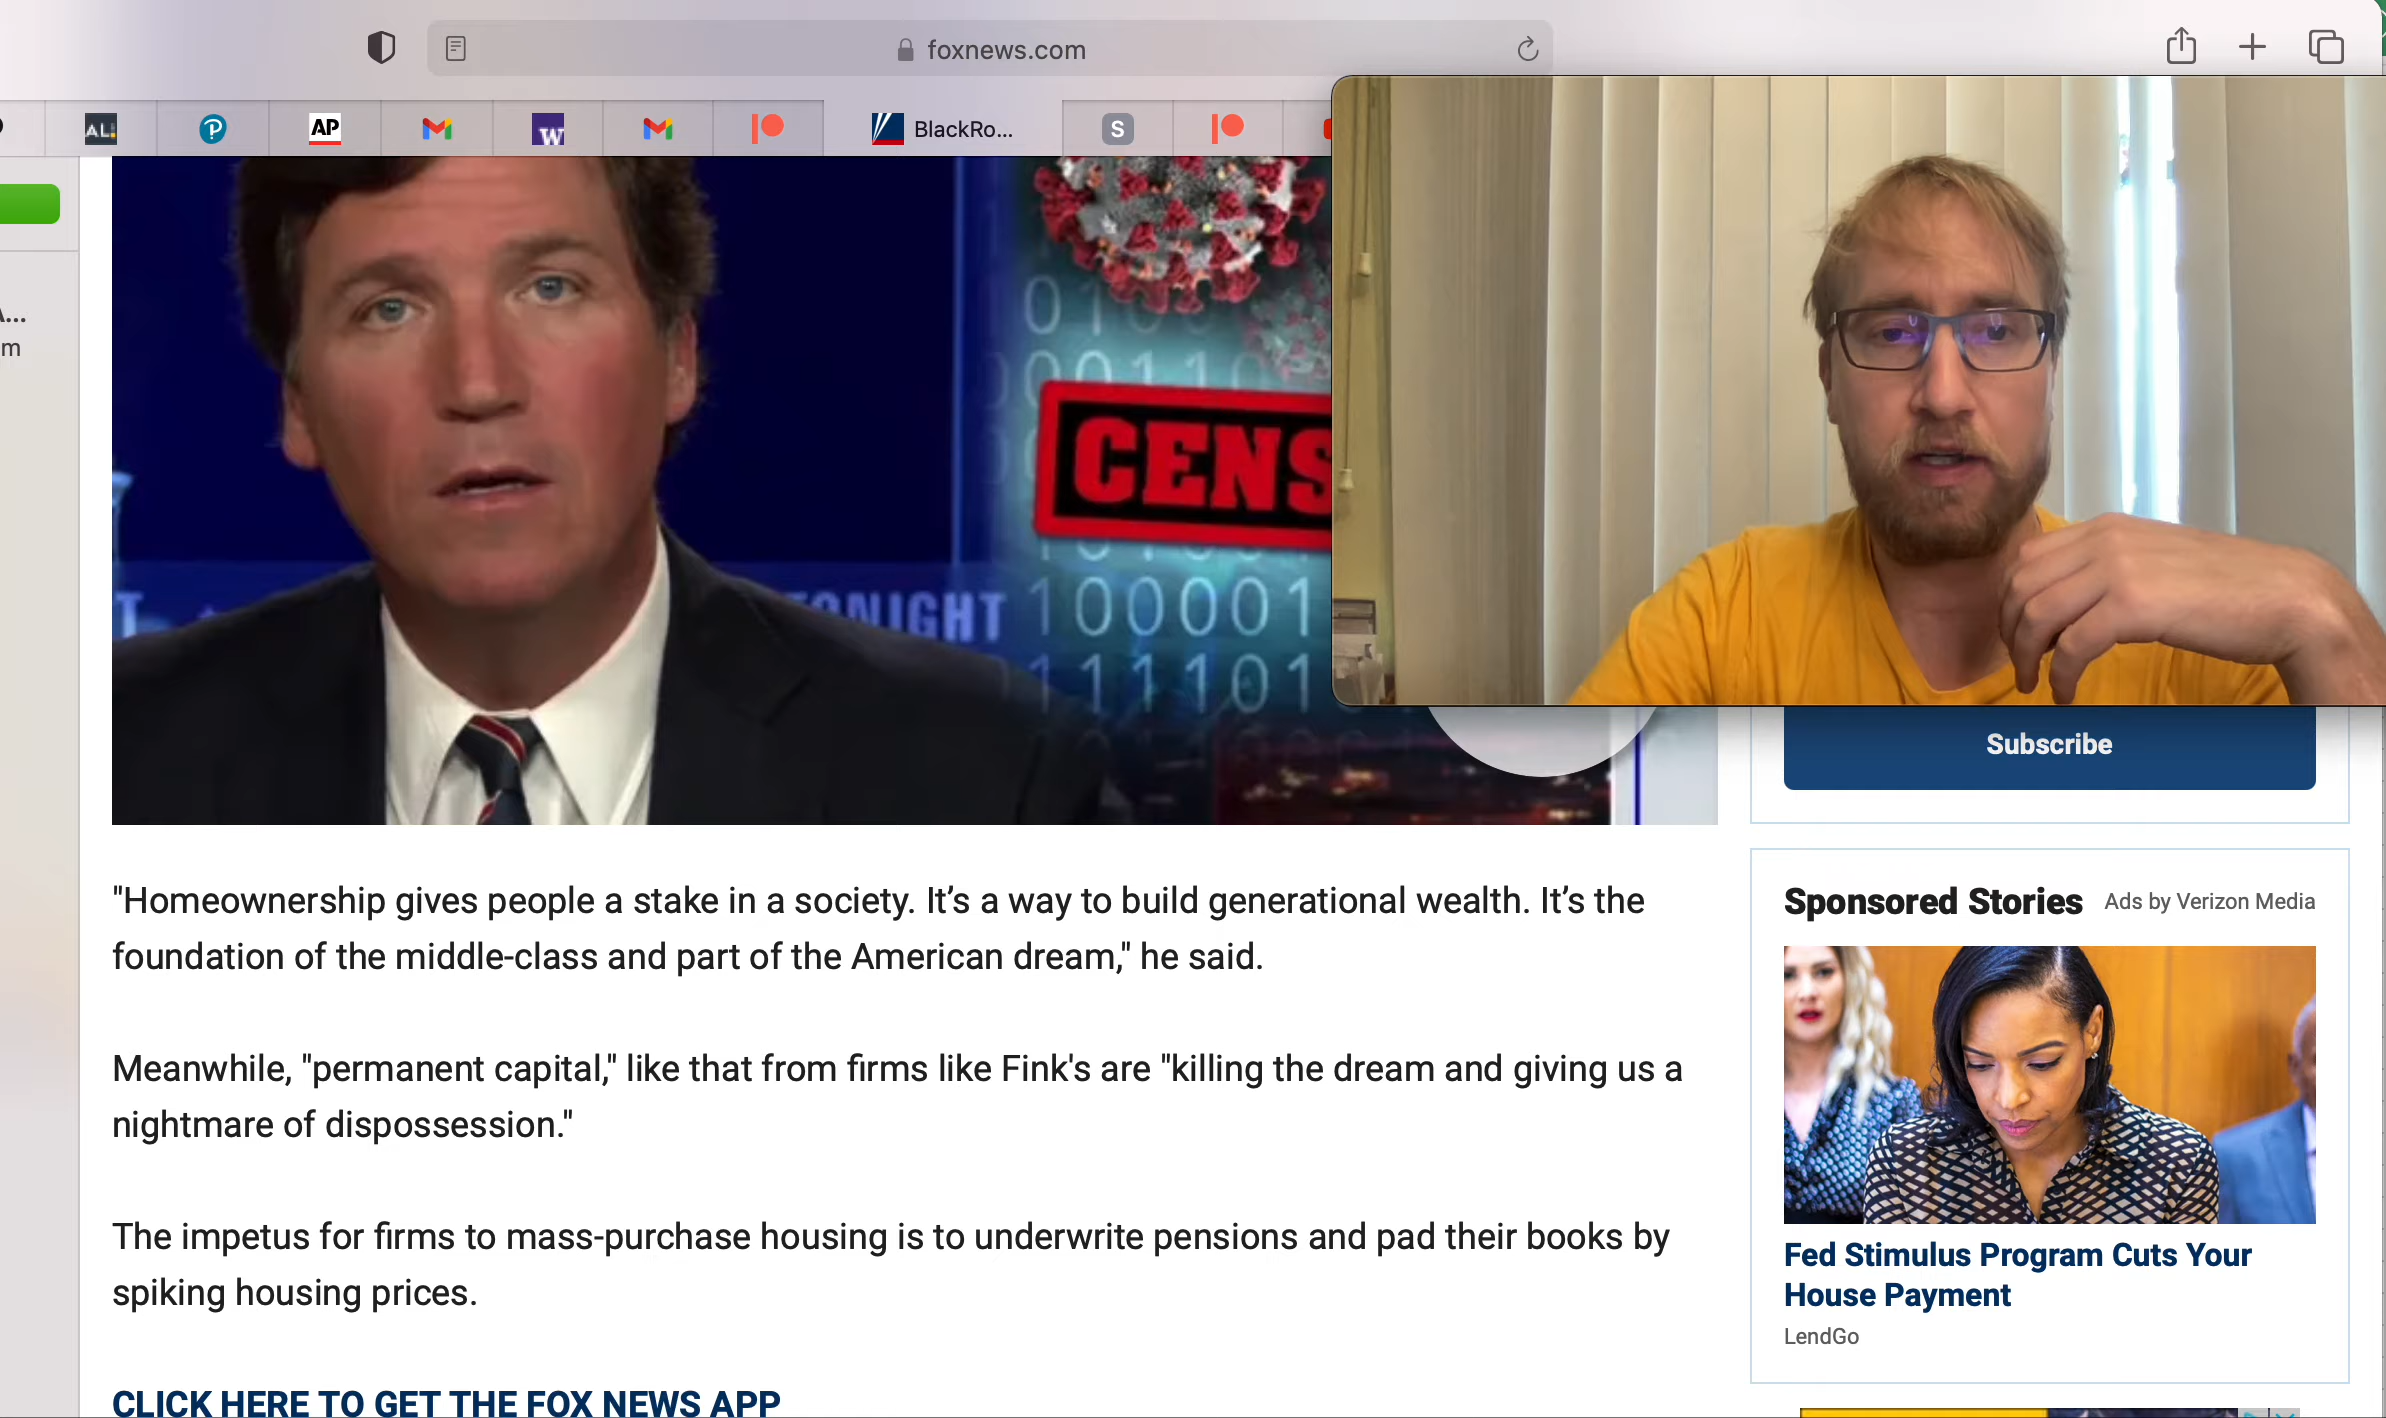 foxnews.com
AL:
P
AP
W
BlackRo...
S
A...
m
CENS
TONIGHT
100001
111101
Subscribe
"Homeownership gives people a stake in a society. It’s a way to build generational wealth. It’s the
foundation of the middle-class and part of the American dream," he said.
Meanwhile, "permanent capital," like that from firms like Fink's are "killing the dream and giving us a
nightmare of dispossession."
The impetus for firms to mass-purchase housing is to underwrite pensions and pad their books by
spiking housing prices.
CLICK HERE TO GET THE FOX NEWS APP
Sponsored Stories Ads by Verizon Media
Fed Stimulus Program Cuts Your
House Payment
LendGo